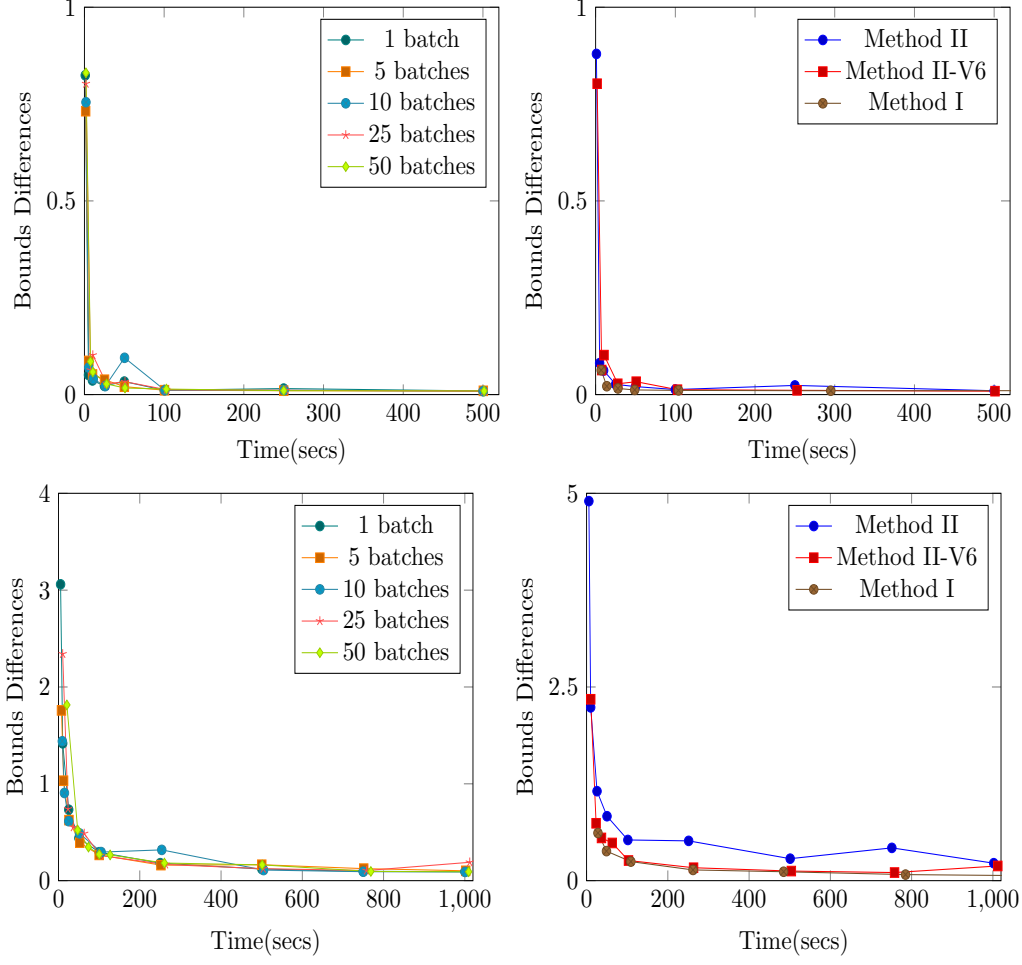 1
0.5
0
Bounds Differences
0
100
200
300
400
500
Time(secs)
1 batch
5 batches
10 batches
25 batches
50 batches
1
0.5
0
Bounds Differences
0
100
200
300
400
500
Time(secs)
Method II
Method II-V6
Method I
4
3
2
1
0
Bounds Differences
0
200
400
600
800
1,000
Time(secs)
1 batch
5 batches
10 batches
25 batches
50 batches
5
2.5
0
Bounds Differences
0
200
400
600
800
1,000
Time(secs)
Method II
Method II-V6
Method I